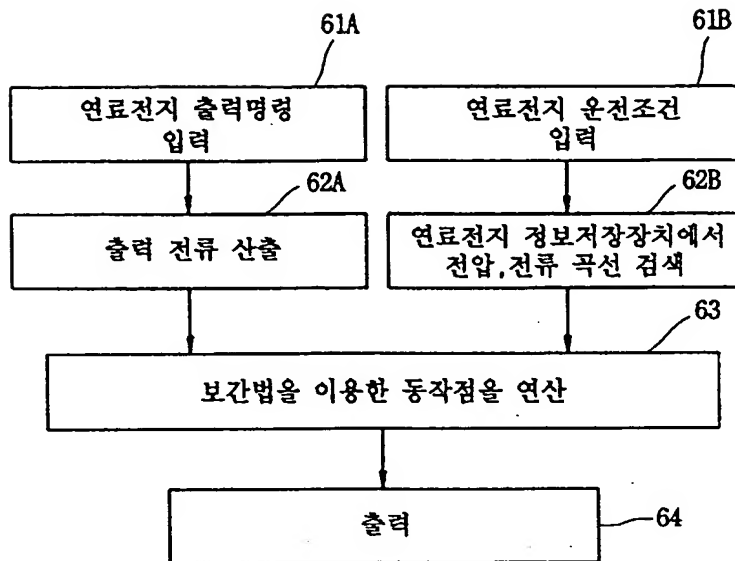 61A
61B
연료전지 출력명령
입력
연료전지 운전조건
입력
62A
62B
출력 전류 산출
연료전지 정보저장장치에서
전압,전류 곡선 검색
63
보간법을 이용한 동작점을 연산
출력
64